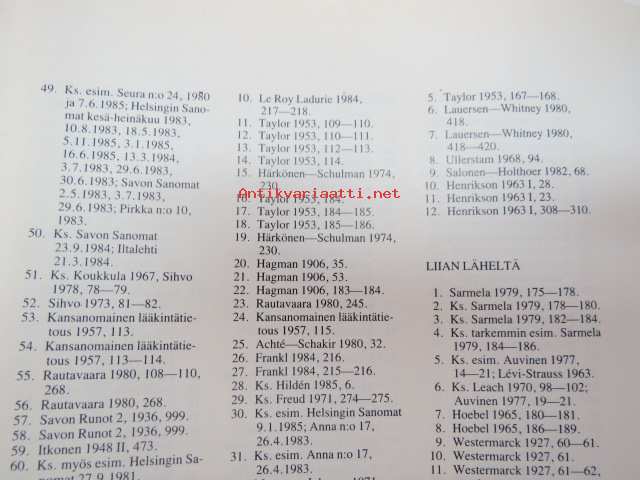 49. Ks. esim. Seura n:o 24, 1980
ja 7.6.1985; Helsingin Sano-
mat kesä-heinäkuu 1983,
10.8.1983, 18.5.1983,
5.11.1985, 3.1.1985,
16.6.1985, 13.3.1984,
3.7.1983, 29.6.1983,
30.6.1983; Savon Sanomat
2.5.1983, 3.7.1983,
29.6.1983; Pirkka n:o 10,
1983.
50. Ks. Savon Sanomat
23.9.1984; Iltalehti
21.3.1984.
51. Ks. Koukkula 1967, Sihvo
1978, 78—79.
52. Sihvo 1973, 81—82.
53. Kansanomainen lääkintätie-
tous 1957, 113.
54. Kansanomainen lääkintätie-
tous 1957, 113—114.
55. Rautavaara 1980, 108—110,
268.
56. Rautavaara 1980, 268.
57. Savon Runot 2, 1936, 999.
58. Savon Runot 2, 1936, 999.
59. Itkonen 1948 II, 473.
60. Ks. myös esim. Helsingin Sa-
nomat 27.9.1981.
10. Le Roy Ladurie 1984,
217—218.
11. Taylor 1953, 109—110.
12. Taylor 1953, 110—111.
13. Taylor 1953, 112—113.
14. Taylor 1953, 114.
15. Härkönen—Schulman 1974,
230.
Antikvariaatti.net
16. Taylor 1953, 184.
17. Taylor 1953, 184—185.
18. Taylor 1953, 185—186.
19. Härkönen—Schulman 1974,
230.
20. Hagman 1906, 35.
21. Hagman 1906, 53.
22. Hagman 1906, 183—184.
23. Rautavaara 1980, 245.
24. Kansanomainen lääkintätie-
tous 1957, 115.
25. Achté—Schakir 1980, 32.
26. Frankl 1984, 216.
27. Frankl 1984, 215—216.
28. Ks. Hildén 1985, 6.
29. Ks. Freud 1971, 274—275.
30. Ks. esim. Helsingin Sanomat
9.1.1985; Anna n:o 17,
26.4.1983.
31. Ks. esim. Anna n:o 17,
26.4.1983.
5. Taylor 1953, 167—168.
6. Lauersen—Whitney 1980,
418.
7. Lauersen—Whitney 1980,
418—420.
8. Ullerstam 1968, 94.
9. Salonen—Holthoer 1982, 68.
10. Henrikson 1963 I, 28.
11. Henrikson 1963 I, 23.
12. Henrikson 1963 I, 308—310.
LIIAN LÄHELTÄ
1. Sarmela 1979, 175—178.
2. Ks. Sarmela 1979, 178—180.
3. Ks. Sarmela 1979, 182—184.
4. Ks. tarkemmin esim. Sarmela
1979, 184—186.
5. Ks. esim. Auvinen 1977,
14—21; Lévi-Strauss 1963.
6. Ks. Leach 1970, 98—102;
Auvinen 1977, 19—21.
7. Hoebel 1965, 180—181.
8. Hoebel 1965, 186—189.
9. Westermarck 1927, 60—61.
10. Westermarck 1927, 61.
11. Westermarck 1927, 61—62,